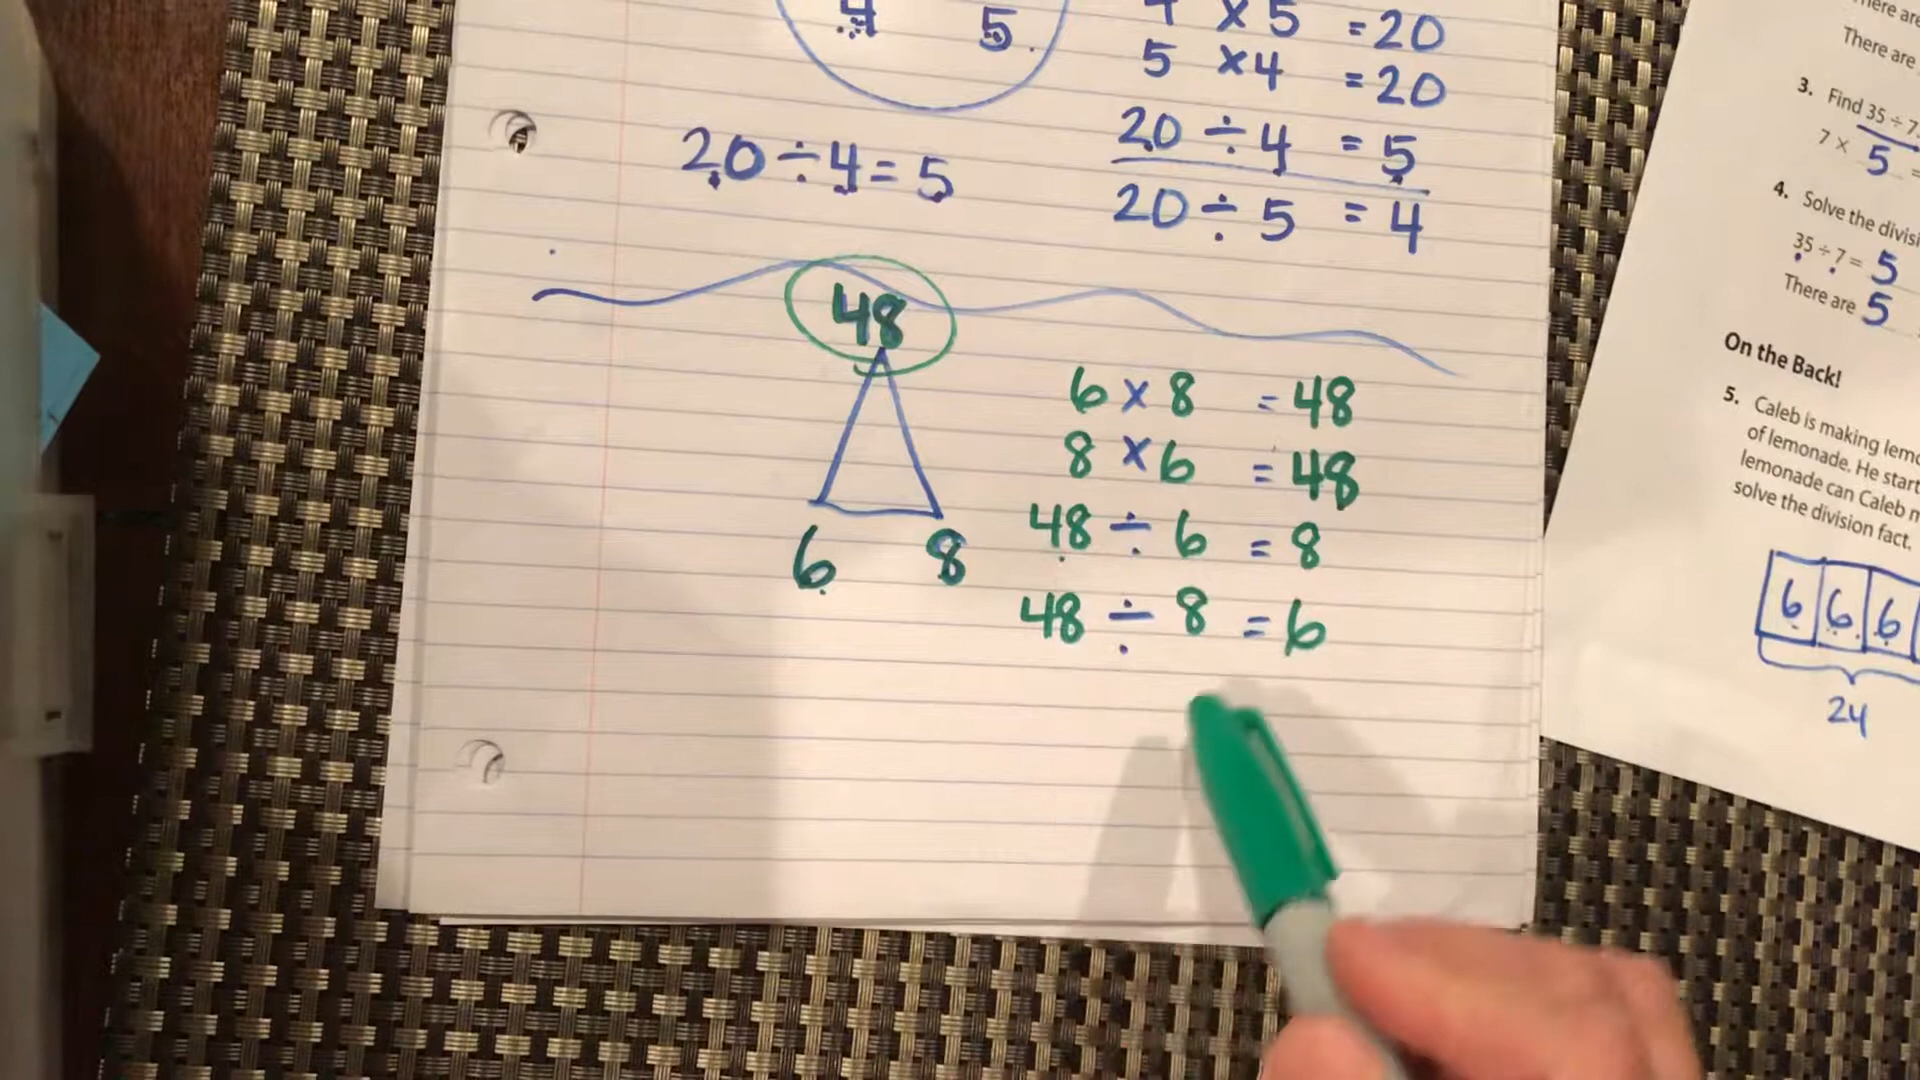 4 5
4 × 5 = 20
5 × 4 = 20
20 ÷ 4 = 5
20 ÷ 5 = 4
20 ÷ 4 = 5
48
6 8
6 × 8 = 48
8 × 6 = 48
48 ÷ 6 = 8
48 ÷ 8 = 6
There are
3. Find 35 ÷ 7
7 × 5 =
4. Solve the
35 ÷ 7 = 5
There are 5
On the Back!
5. Caleb is making
of lemonade. He
lemonade can Caleb
solve the division fact.
6 6 6
24